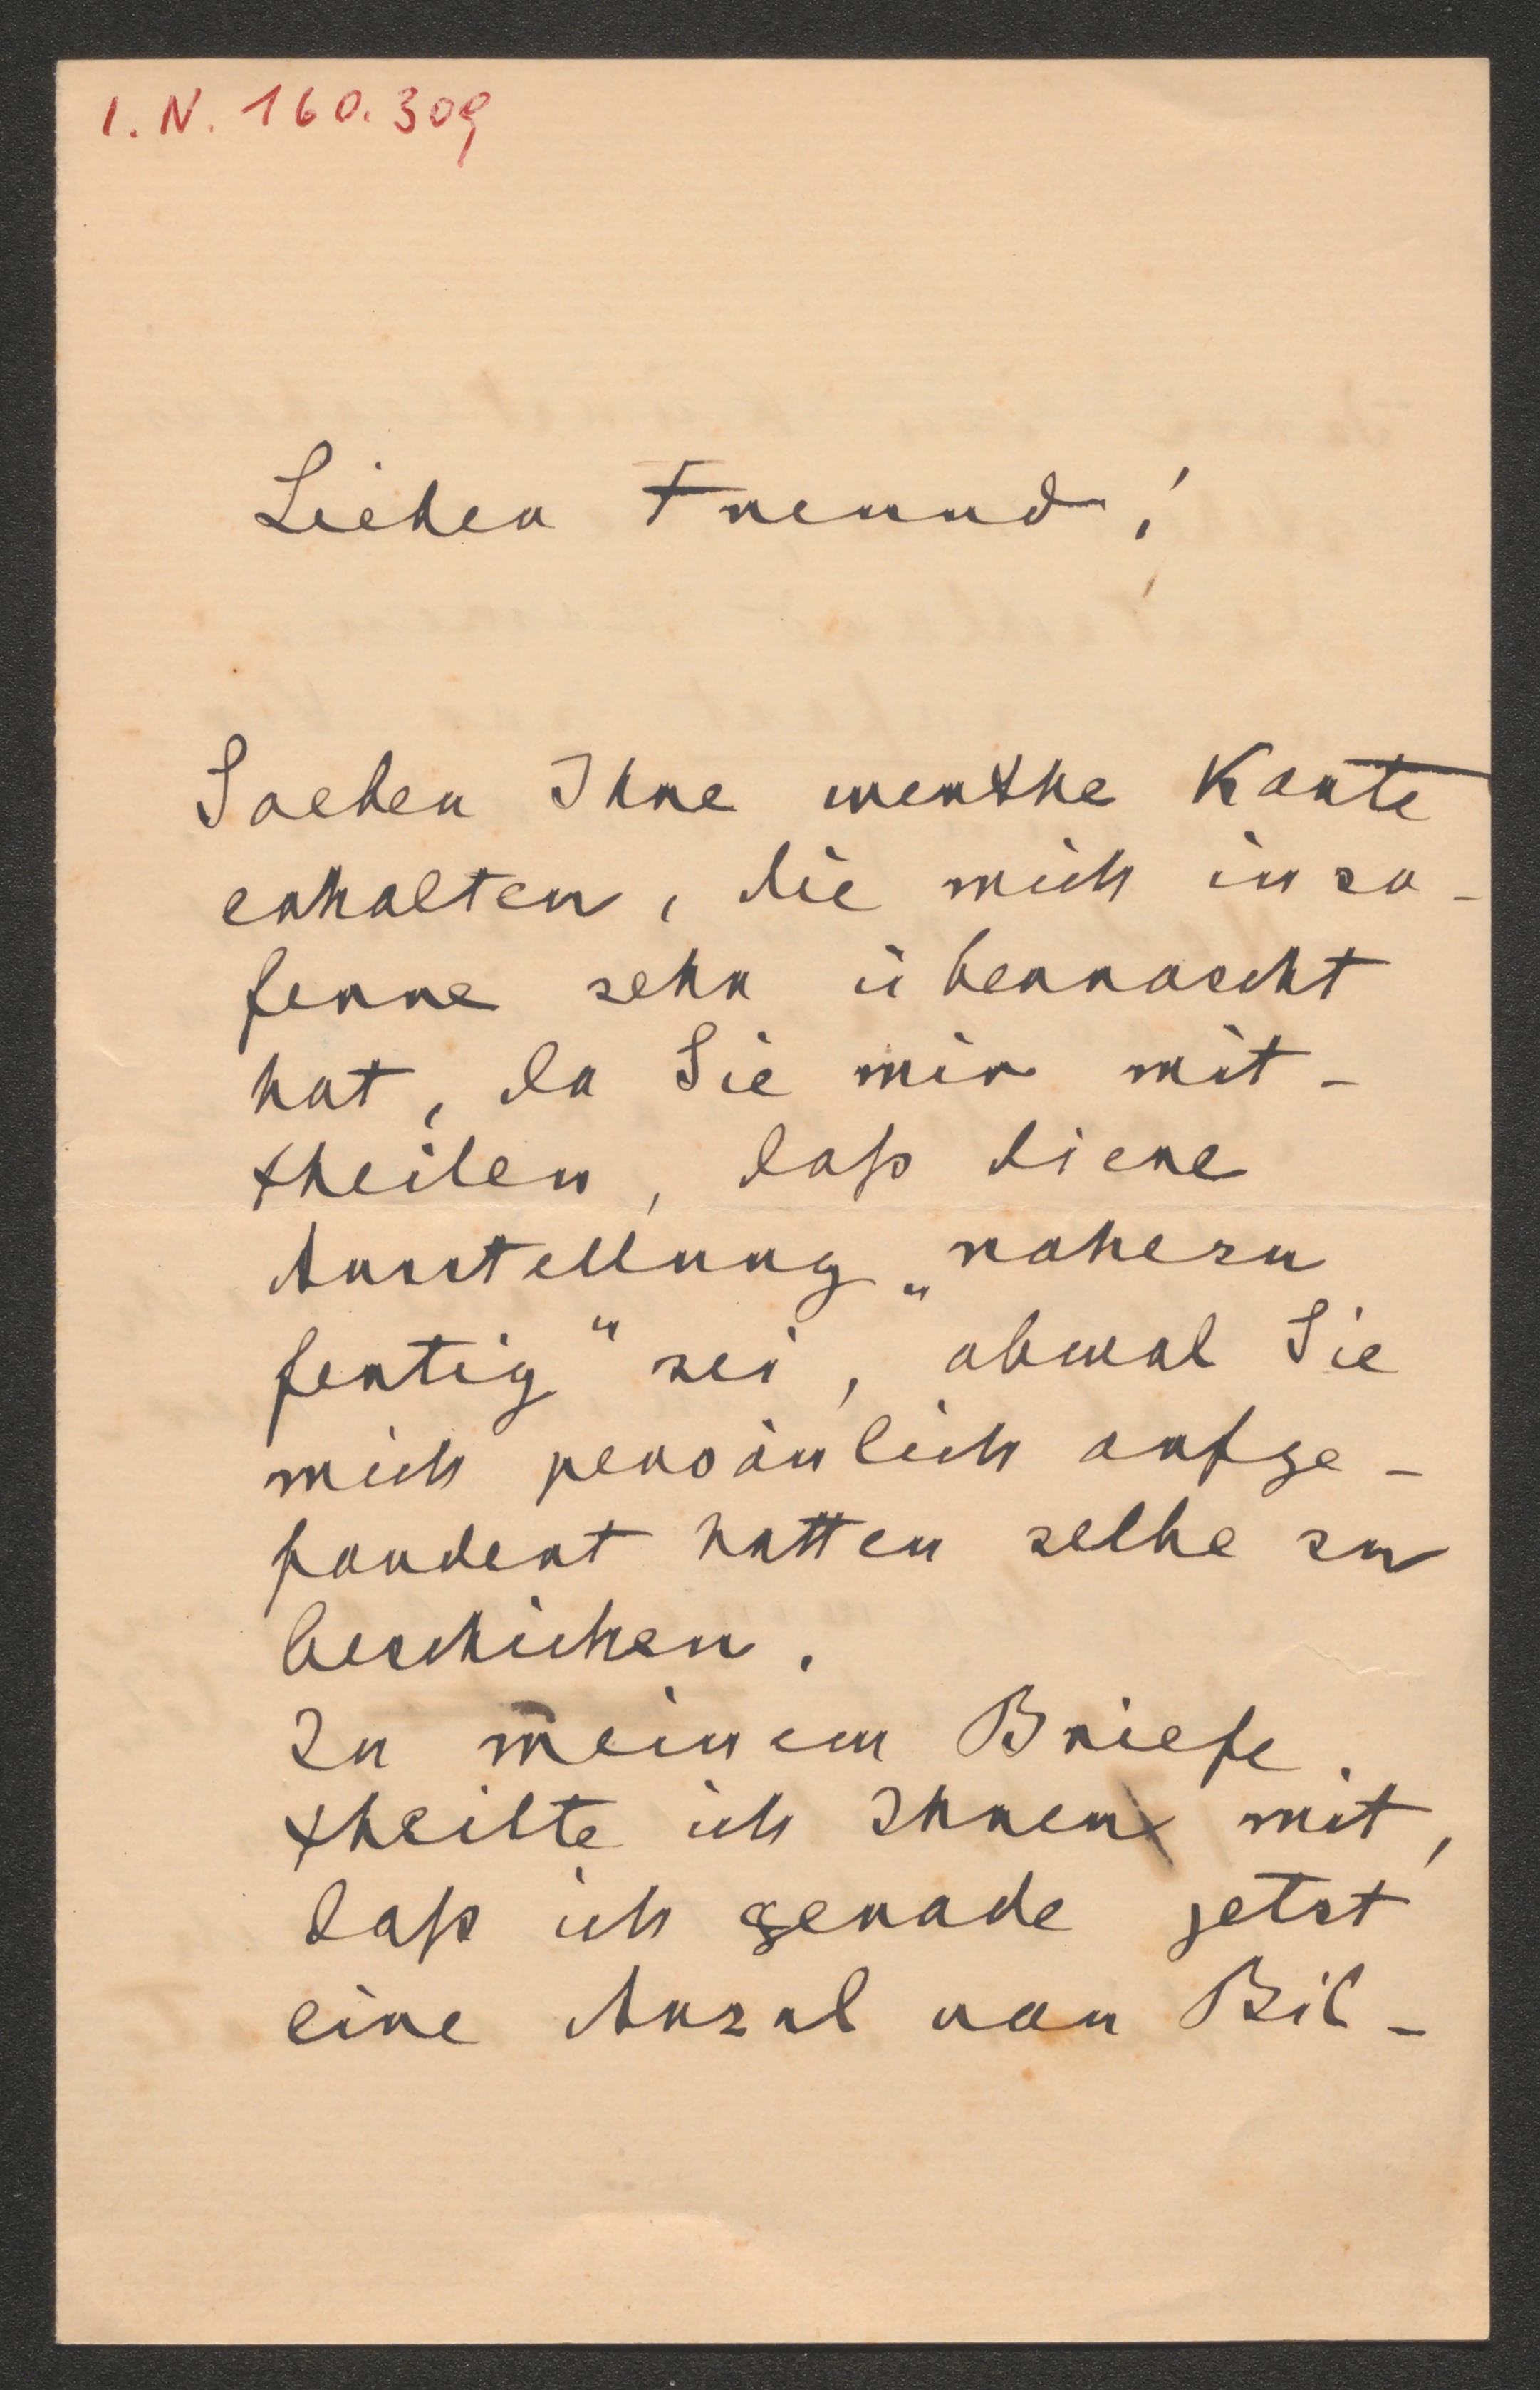 I.N. 160.309
Lieber Freund!
Soeben Ihre werthe Karte
erhalten, die mich inso-
ferne sehr überrascht
hat, da Sie mir mit-
theilen, daß diese
Ausstellung „nahezu
fertig“ sei, obwol Sie
mich persönlich aufge-
fordert hatten selbe zu
beschicken.
In meinem Briefe
theilte ich Ihnen mit,
daß ich gerade jetzt
eine Anzal von Bil-